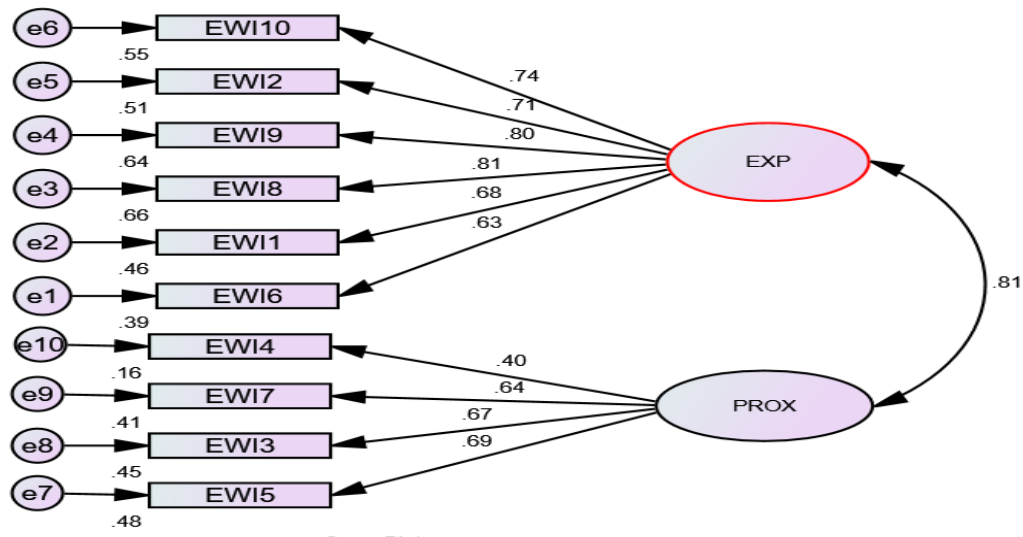 e6 EWI10
.55
.74
e5 EWI2
.71
.51
e4 EWI9
.80
EXP
.64
.81
e3 EWI8
.68
.66
e2 EWI1
.63
.46
e1 EWI6
.81
.39
e10 EWI4
.40
.16
e9 EWI7
.64
PROX
.41
.67
e8 EWI3
.69
.45
e7 EWI5
.48